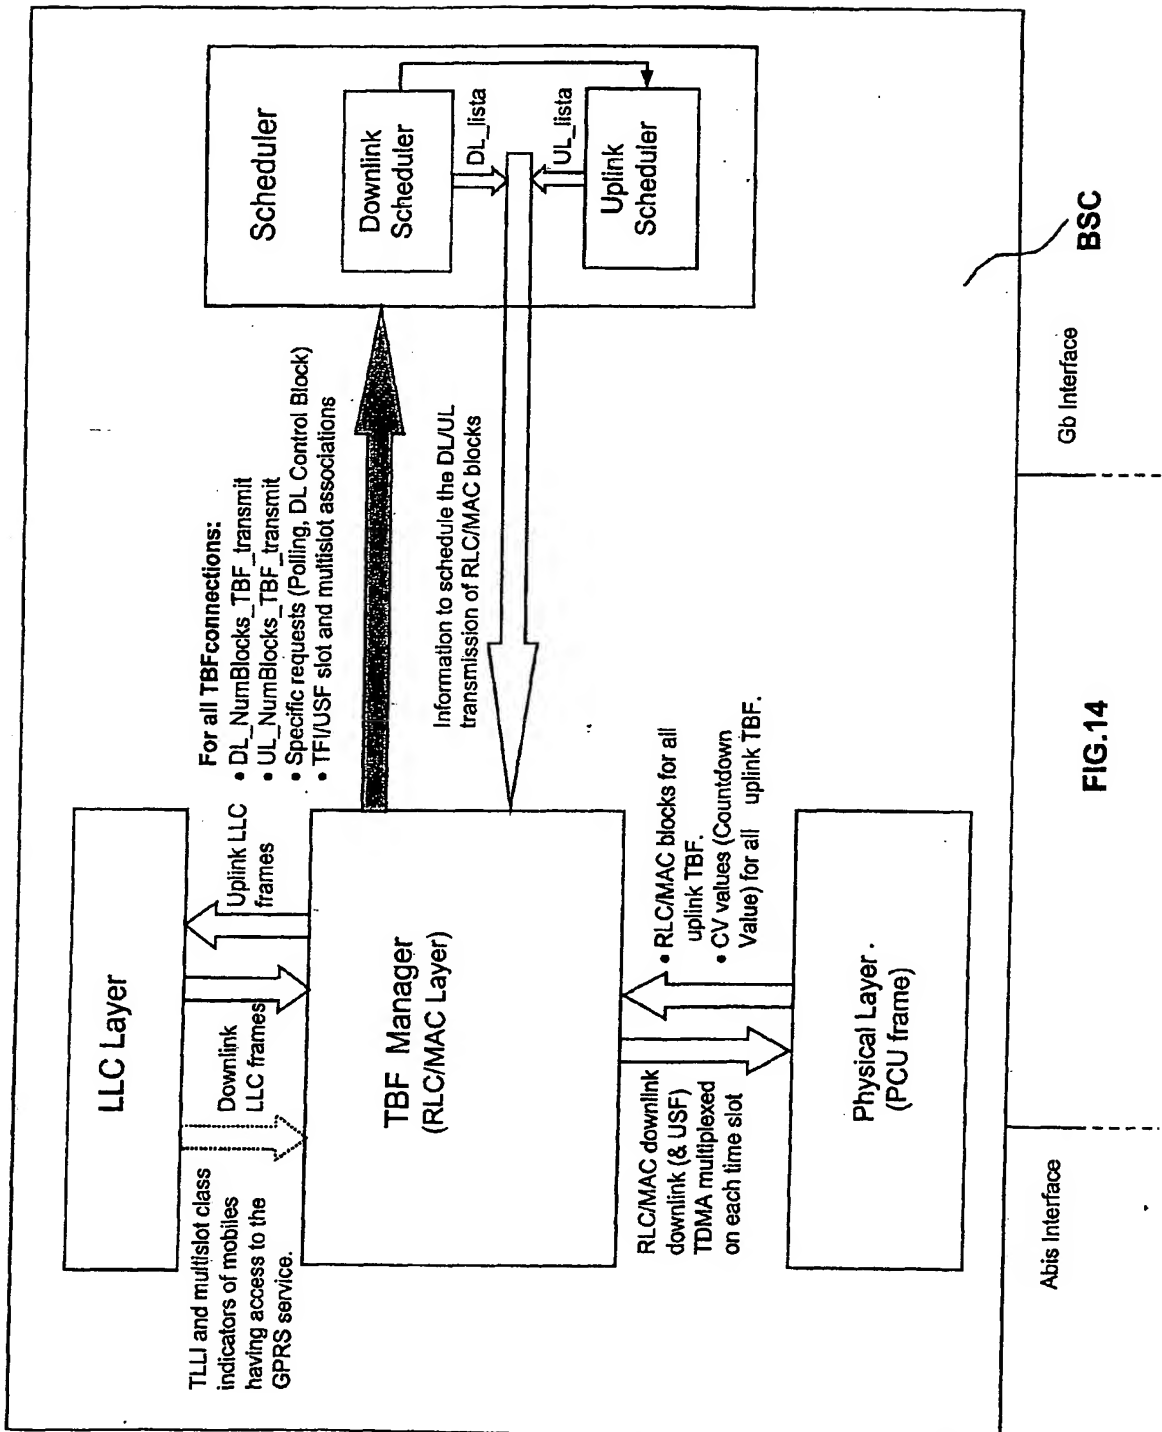 LLC Layer
TLLI and multislot class
indicators of mobiles
having access to the
GPRS service.
Downlink
LLC frames
Uplink LLC
frames
For all TBFconnections:
• DL_NumBlocks_TBF_transmit
• UL_NumBlocks_TBF_transmit
• Specific requests (Polling, DL Control Block)
• TFI/USF slot and multislot associations
TBF Manager
(RLC/MAC Layer)
Information to schedule the DL/UL
transmission of RLC/MAC blocks
Scheduler
Downlink
Scheduler
DL_lista
UL_lista
Uplink
Scheduler
RLC/MAC downlink
downlink (& USF)
TDMA multiplexed
on each time slot
• RLC/MAC blocks for all
uplink TBF.
• CV values (Countdown
Value) for all uplink TBF.
Physical Layer.
(PCU frame)
Abis Interface
Gb Interface
BSC
FIG.14